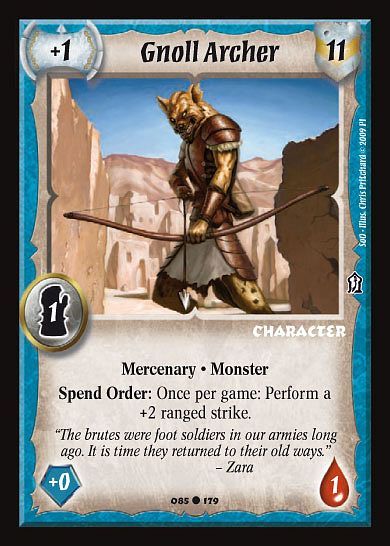 +1
Gnoll Archer
11
SoO • Illus. Chris Pritchard © 2009 PI
1
CHARACTER
Mercenary • Monster
Spend Order: Once per game: Perform a
+2 ranged strike.
“The brutes were foot soldiers in our armies long
ago. It is time they returned to their old ways.”
– Zara
+0
085 ● 179
1